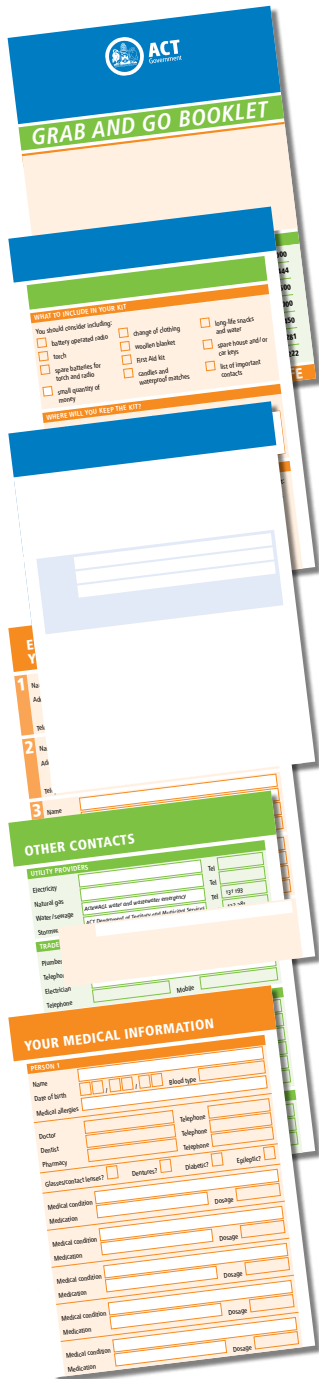 ACT
Government
GRAB AND GO BOOKLET
WHAT TO INCLUDE IN YOUR KIT
You should consider including:
battery operated radio
torch
spare batteries for
torch and radio
small quantity of
money
change of clothing
woollen blanket
First Aid kit
candles and
waterproof matches
long-life snacks
and water
spare house and/or
car keys
list of important
contacts
WHERE WILL YOU KEEP THE KIT?
1
2
3 Name
OTHER CONTACTS
UTILITY PROVIDERS
Electricity
Tel
Natural gas
Tel
Water/sewage
ActewAGL water and wastewater emergency
Tel
131 193
ACT Department of Territory and Municipal Services
Electrician
Telephone
Mobile
YOUR MEDICAL INFORMATION
PERSON 1
Name
Date of birth
/ /
Blood type
Medical allergies
Doctor
Telephone
Dentist
Telephone
Pharmacy
Telephone
Glasses/contact lenses?
Dentures?
Diabetic?
Epileptic?
Medical condition
Medication
Dosage
Medical condition
Medication
Dosage
Medical condition
Medication
Dosage
Medical condition
Medication
Dosage
Medical condition
Medication
Dosage